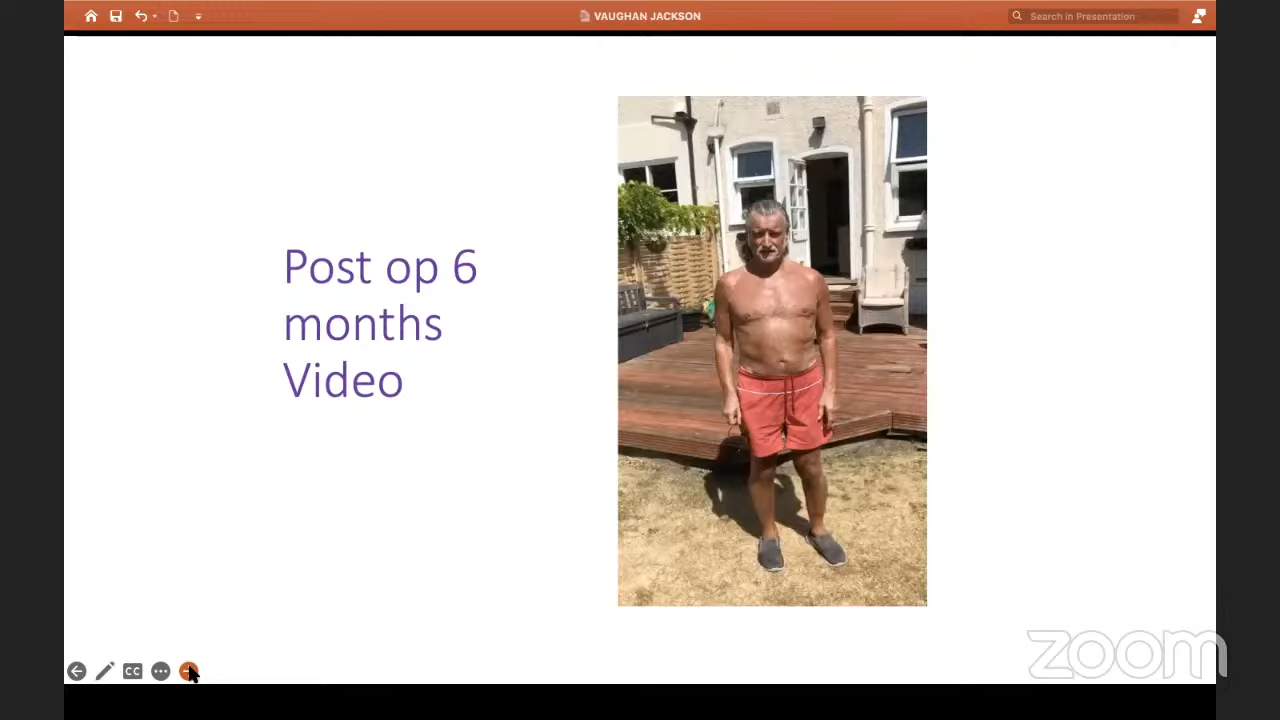 VAUGHAN JACKSON
Search in Presentation
Post op 6
months
Video
CC
zoom